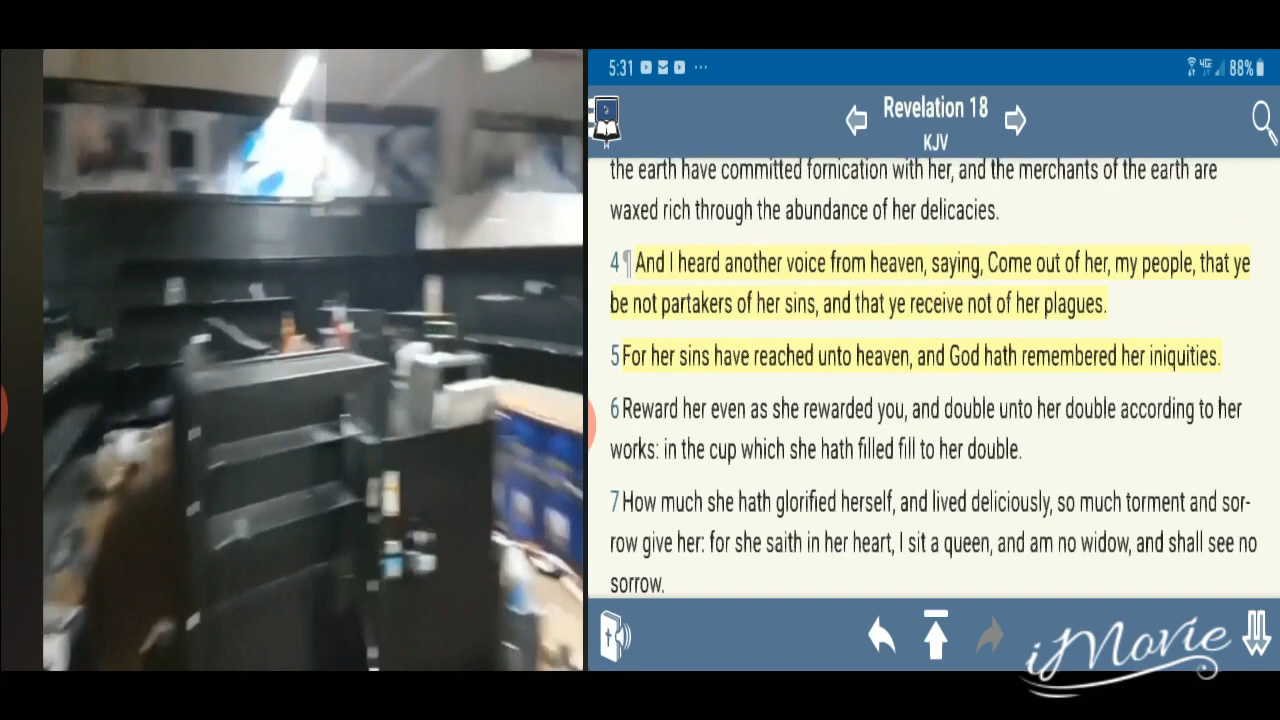 5:31
4G 88%
Revelation 18
KJV
the earth have committed fornication with her, and the merchants of the earth are
waxed rich through the abundance of her delicacies.
4 ¶ And I heard another voice from heaven, saying, Come out of her, my people, that ye
be not partakers of her sins, and that ye receive not of her plagues.
5 For her sins have reached unto heaven, and God hath remembered her iniquities.
6 Reward her even as she rewarded you, and double unto her double according to her
works: in the cup which she hath filled fill to her double.
7 How much she hath glorified herself, and lived deliciously, so much torment and sor-
row give her: for she saith in her heart, I sit a queen, and am no widow, and shall see no
sorrow.
iMovie